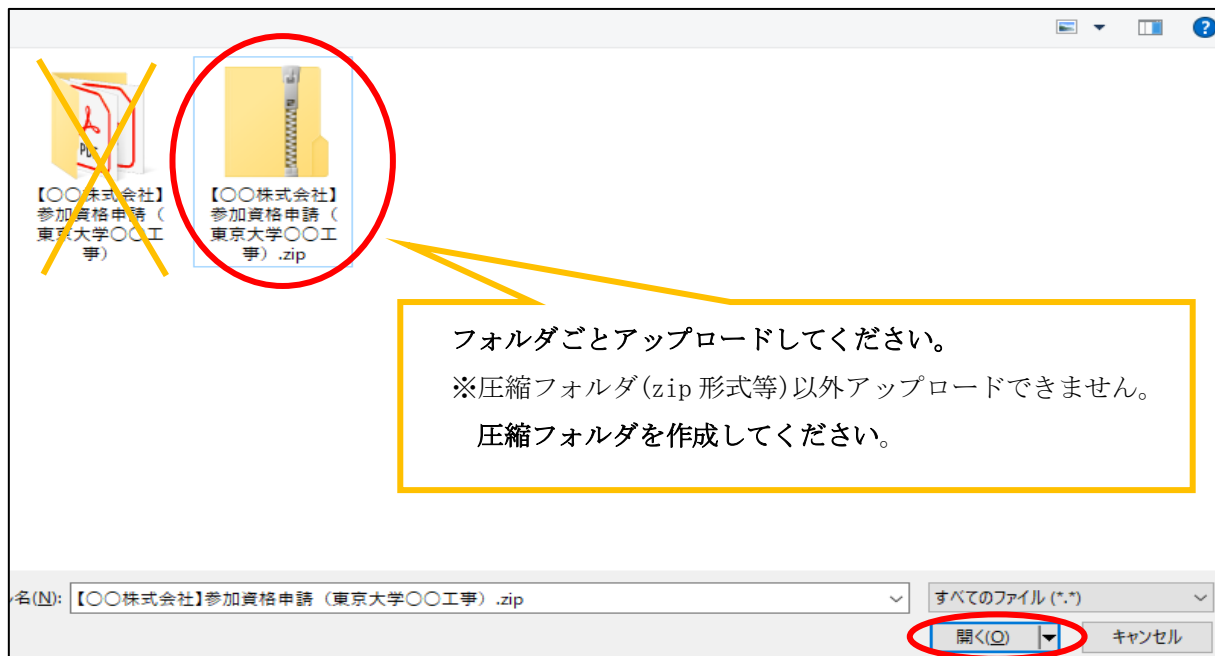 ?
PDF
【〇〇株式会社】
参加資格申請（
東京大学〇〇工
事）
【〇〇株式会社】
参加資格申請（
東京大学〇〇工
事）.zip
フォルダごとアップロードしてください。
※圧縮フォルダ(zip 形式等)以外アップロードできません。
圧縮フォルダを作成してください。
名(N):
【〇〇株式会社】参加資格申請（東京大学〇〇工事）.zip
すべてのファイル (*.*)
開く(O)
キャンセル